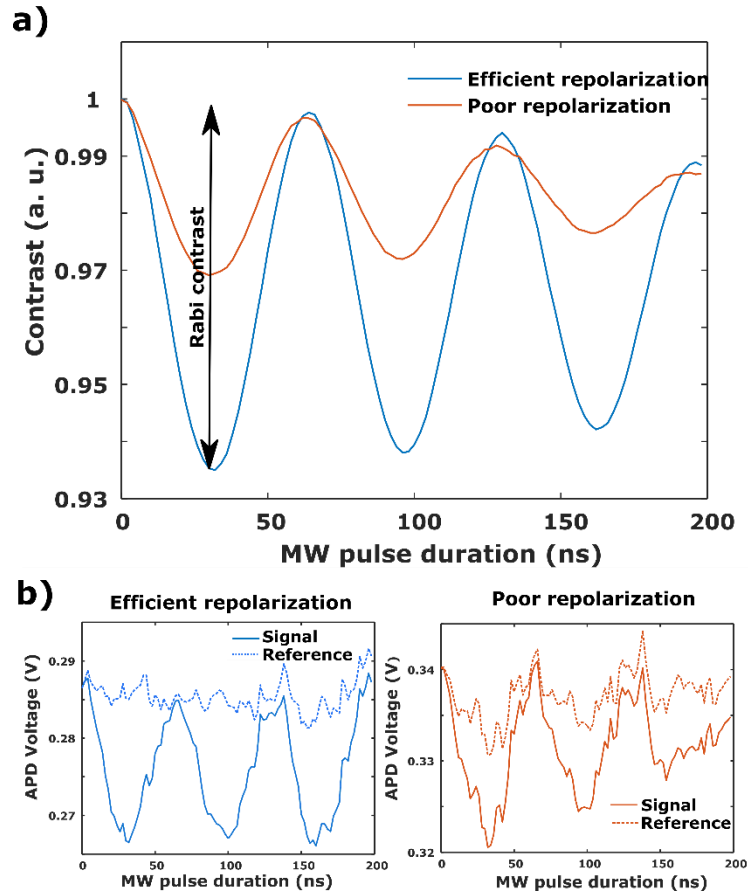 a)
Efficient repolarization
Poor repolarization
Rabi contrast
Contrast (a. u.)
1
0.99
0.97
0.95
0.93
0
50
100
150
200
MW pulse duration (ns)
b)
Efficient repolarization
Signal
Reference
APD Voltage (V)
0.29
0.28
0.27
0
50
100
150
200
MW pulse duration (ns)
Poor repolarization
APD Voltage (V)
0.34
0.33
0.32
Signal
Reference
0
50
100
150
200
MW pulse duration (ns)